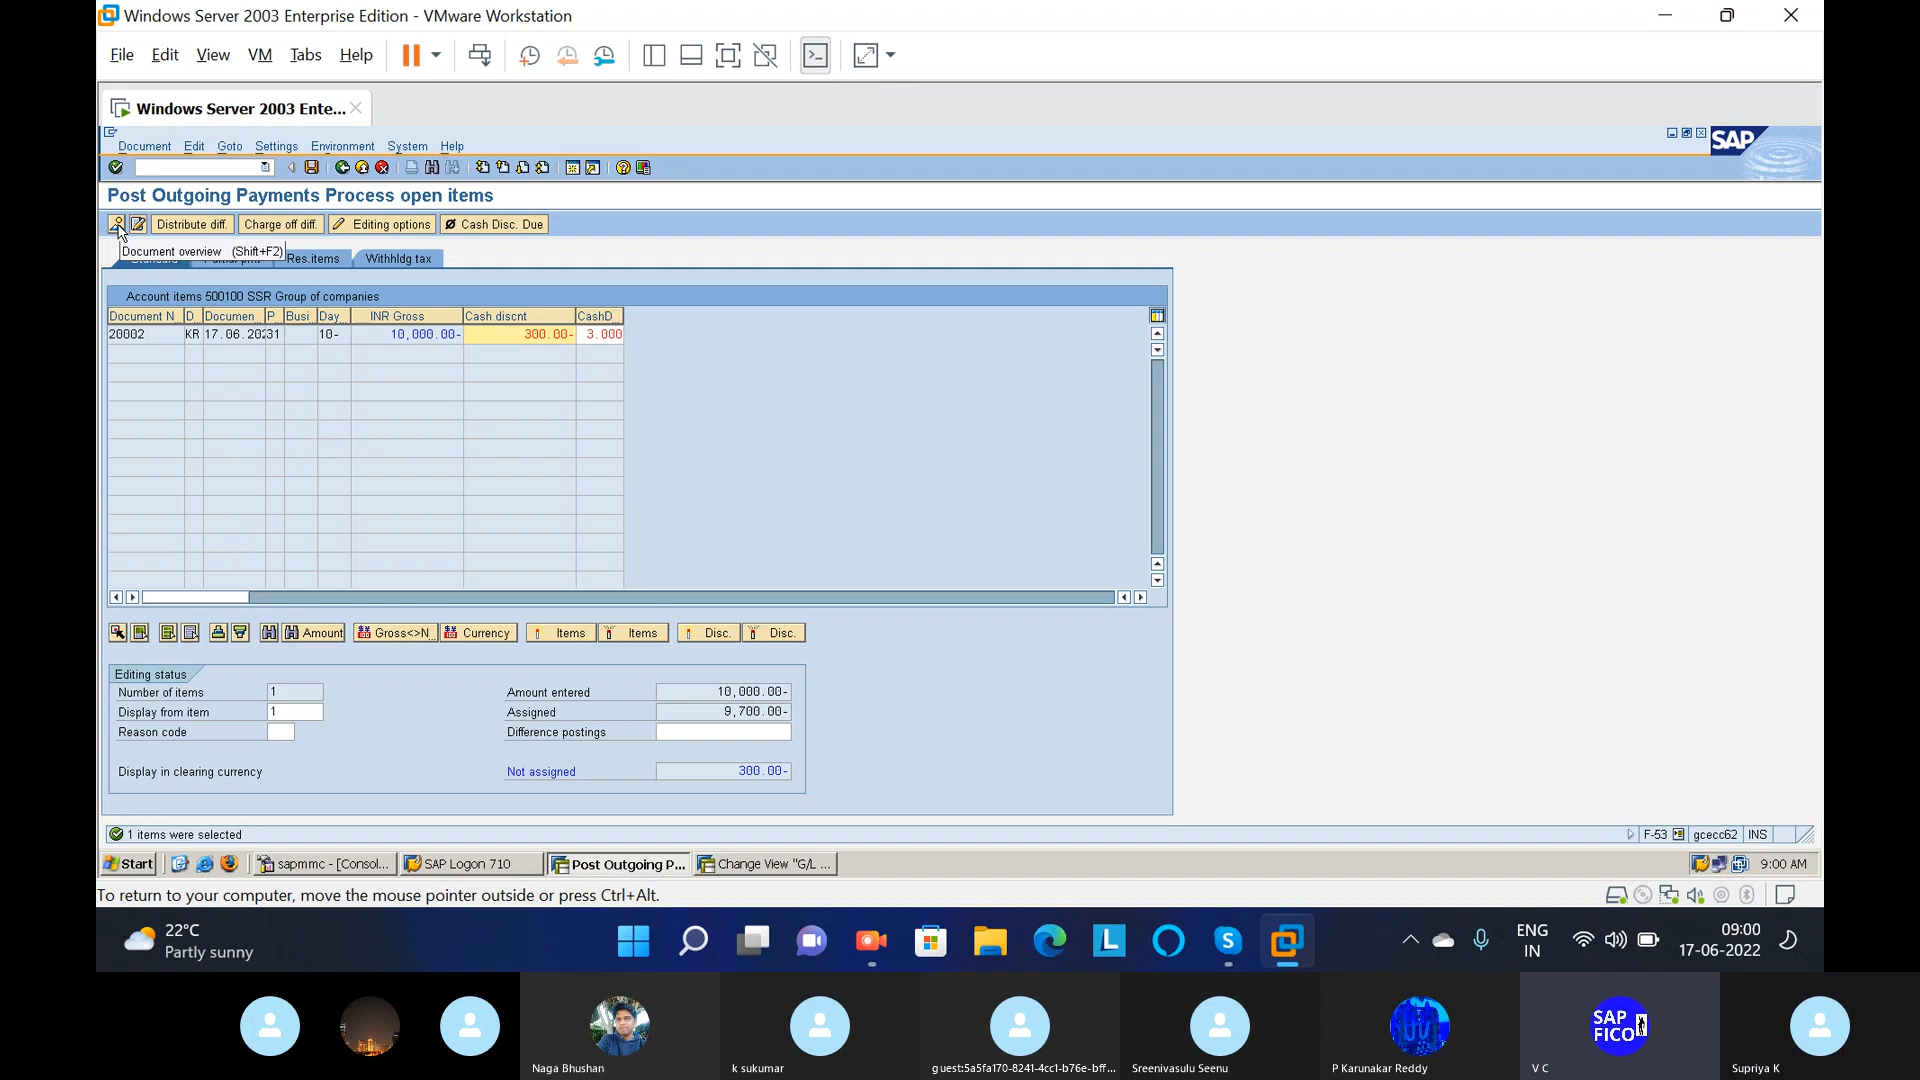 Windows Server 2003 Enterprise Edition - VMware Workstation
File Edit View VM Tabs Help
Windows Server 2003 Ente...
Document Edit Goto Settings Environment System Help
SAP
Post Outgoing Payments Process open items
Distribute diff. Charge off diff. Editing options Cash Disc. Due
Document overview (Shift+F2)
Res.items Withhldg tax
Account items 500100 SSR Group of companies
Document N... D... Documen... P... Busi... Day... INR Gross Cash discnt CashD...
20002 KR 17.06.202 31 10- 10,000.00- 300.00- 3.000
Amount Gross<>N... Currency Items Items Disc. Disc.
Editing status
Number of items 1 Amount entered 10,000.00-
Display from item 1 Assigned 9,700.00-
Reason code Difference postings
Display in clearing currency Not assigned 300.00-
1 items were selected F-53 gcecc62 INS
Start sapmmc - [Consol... SAP Logon 710 Post Outgoing P... Change View "G/L ... 9:00 AM
To return to your computer, move the mouse pointer outside or press Ctrl+Alt.
22°C
Partly sunny
L
S
ENG
IN
09:00
17-06-2022
SAP
FICO
Naga Bhushan k sukumar guest:5a5fa170-8241-4cc1-b76e-bff... Sreenivasulu Seenu P Karunakar Reddy V C Supriya K